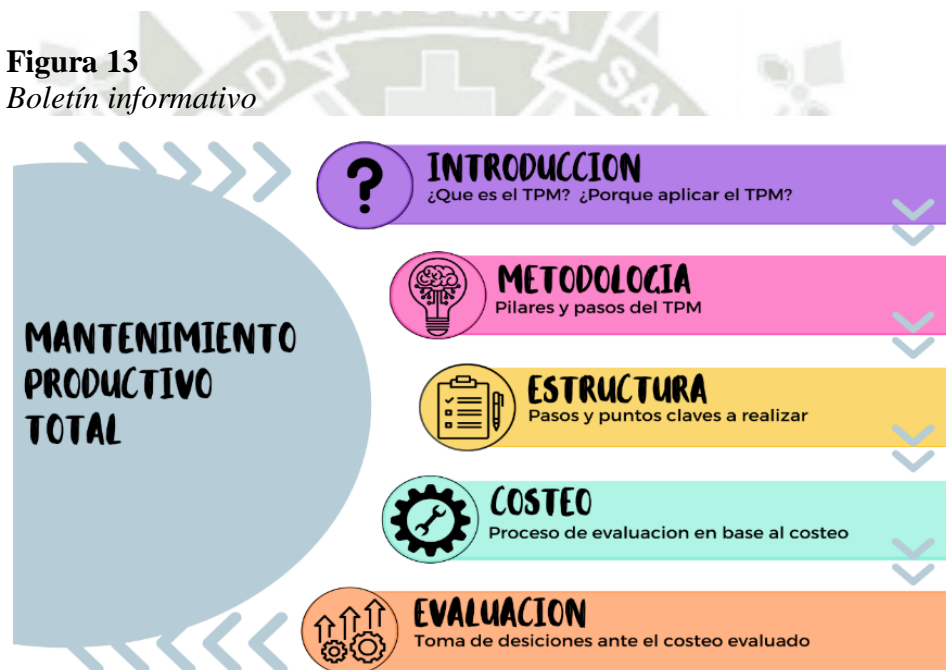 Figura 13
Boletín informativo
MANTENIMIENTO
PRODUCTIVO
TOTAL
INTRODUCCION
¿Que es el TPM? ¿Porque aplicar el TPM?
METODOLOGIA
Pilares y pasos del TPM
ESTRUCTURA
Pasos y puntos claves a realizar
COSTEO
Proceso de evaluacion en base al costeo
EVALUACION
Toma de desiciones ante el costeo evaluado